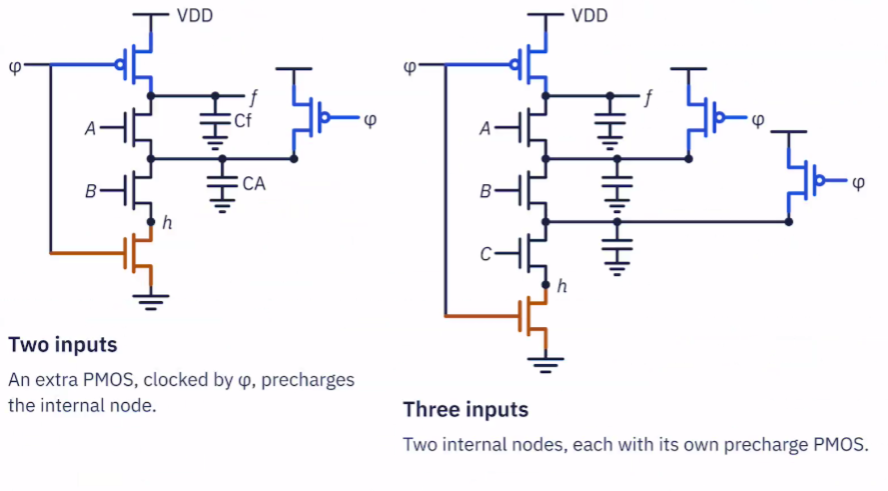 VDD
φ
f
Cf
A
φ
CA
B
h
Two inputs
An extra PMOS, clocked by φ, precharges
the internal node.
VDD
φ
f
A
φ
B
φ
C
h
Three inputs
Two internal nodes, each with its own precharge PMOS.